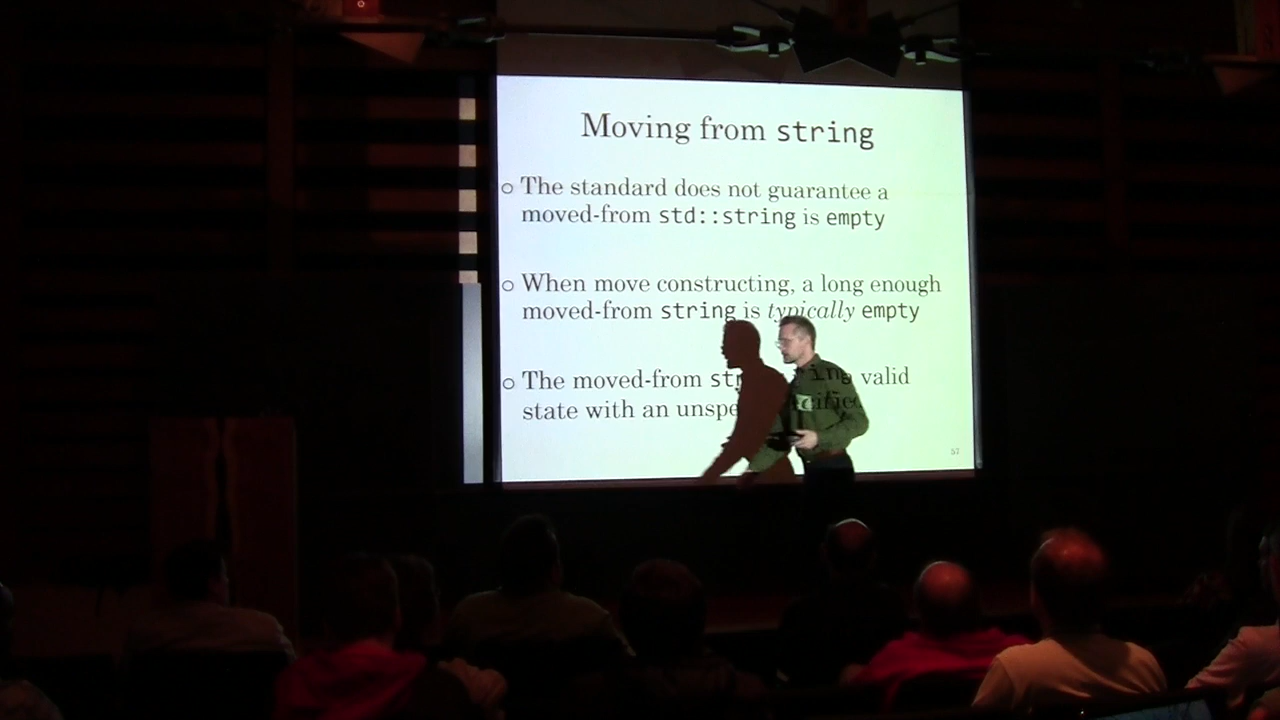 Moving from string
○ The standard does not guarantee a
moved-from std::string is empty
○ When move constructing, a long enough
moved-from string is typically empty
○ The moved-from valid
state with an
57